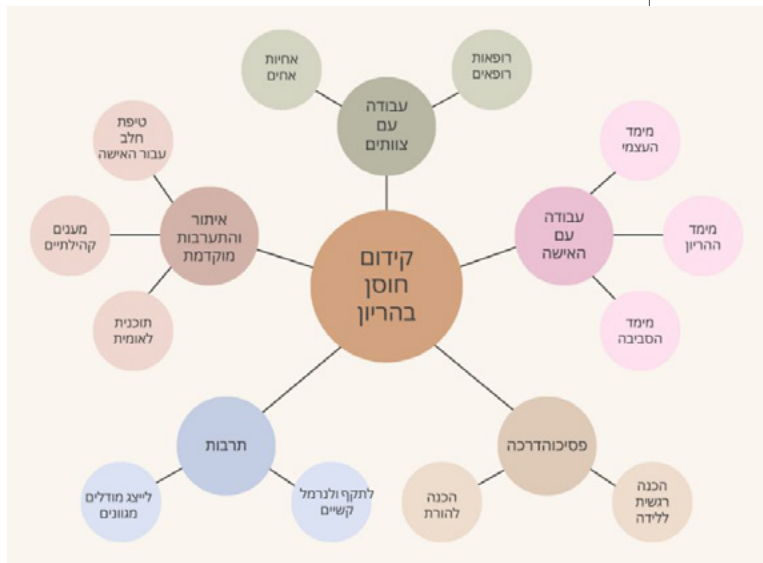 קידום
חוסן
בהריון
עבודה
עם
צוותים
רופאות
רופאים
אחיות
אחים
עבודה
עם
האישה
מימד
העצמי
מימד
ההריון
מימד
הסביבה
פסיכוהדרכה
הכנה
רגשית
ללידה
הכנה
להורת
תרבות
לתקף ולנרמל
קשיים
לייצג מודלים
מגוונים
איתור
והתערבות
מוקדמת
תוכנית
לאומית
מענים
קהילתיים
טיפת
חלב
עבור האישה